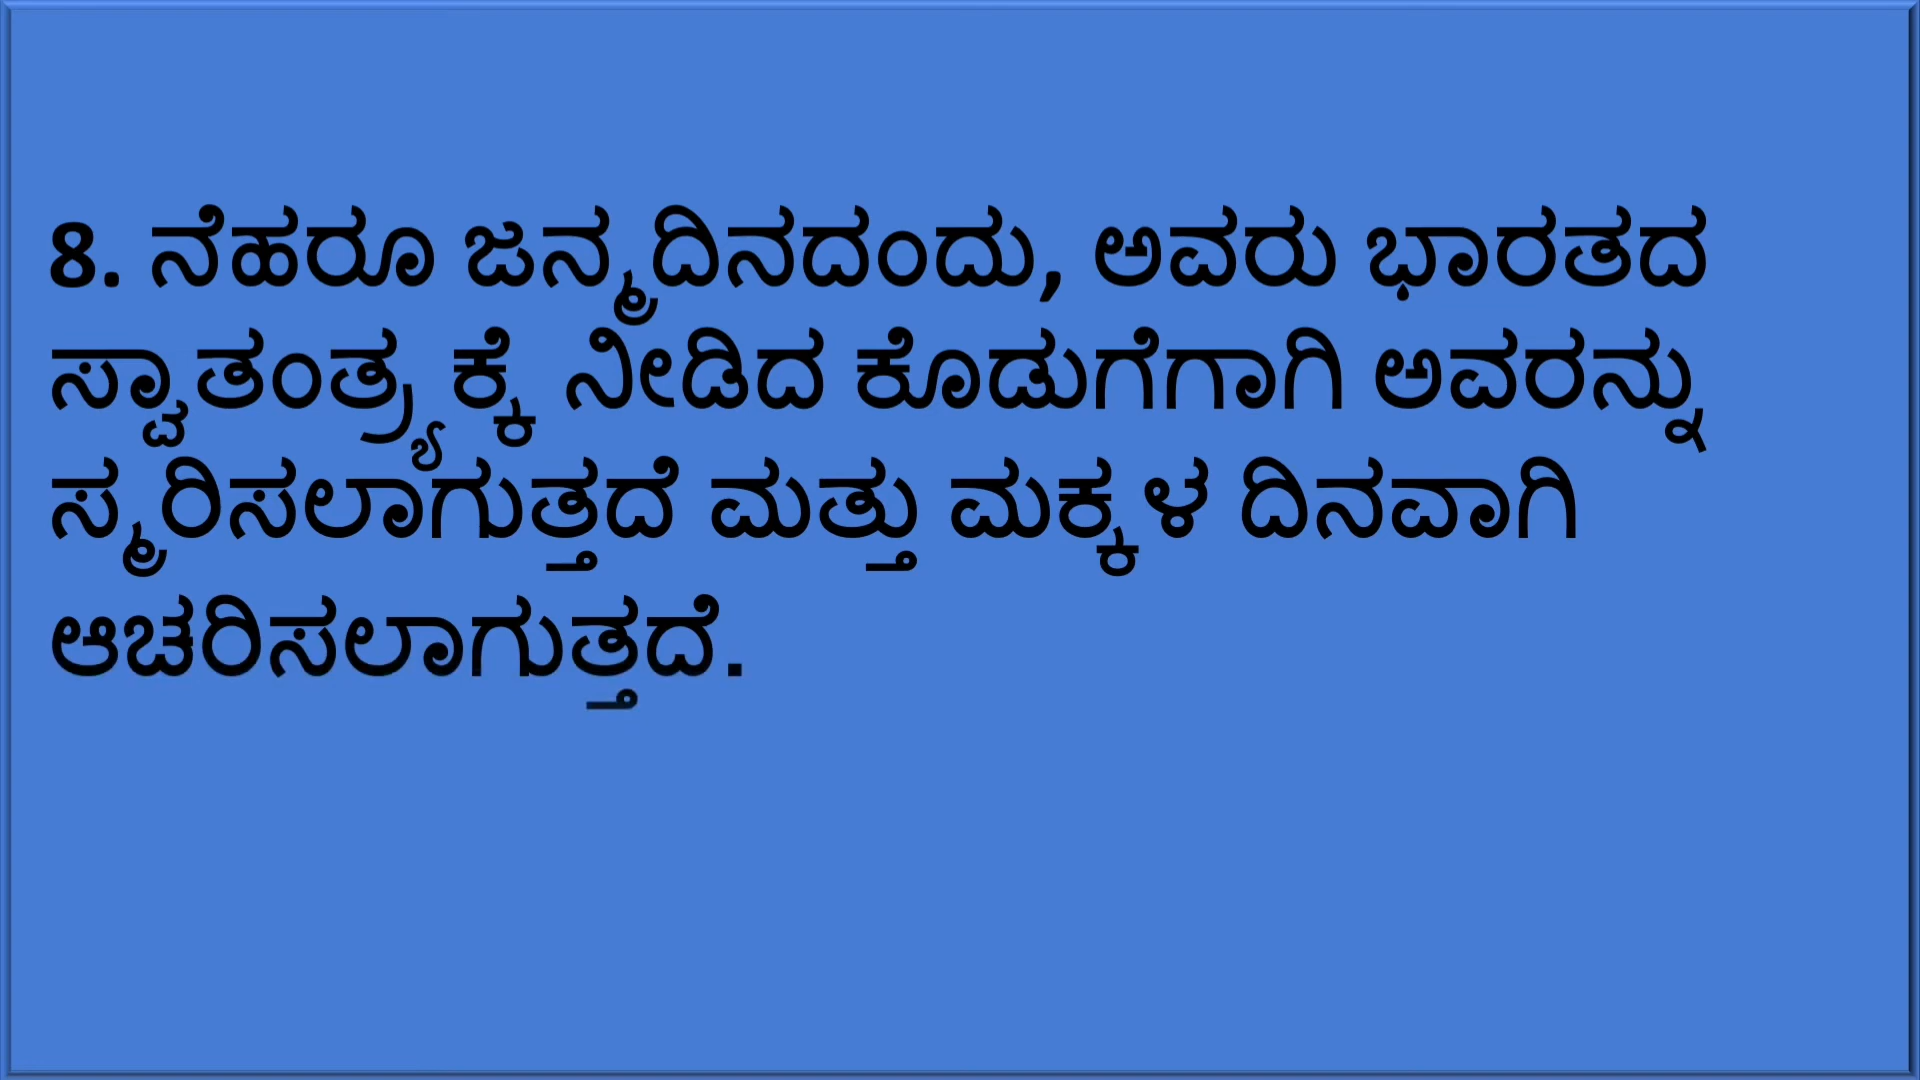 8. ನೆಹರೂ ಜನ್ಮದಿನದಂದು, ಅವರು ಭಾರತದ
ಸ್ವಾತಂತ್ರ್ಯಕ್ಕೆ ನೀಡಿದ ಕೊಡುಗೆಗಾಗಿ ಅವರನ್ನು
ಸ್ಮರಿಸಲಾಗುತ್ತದೆ ಮತ್ತು ಮಕ್ಕಳ ದಿನವಾಗಿ
ಆಚರಿಸಲಾಗುತ್ತದೆ.